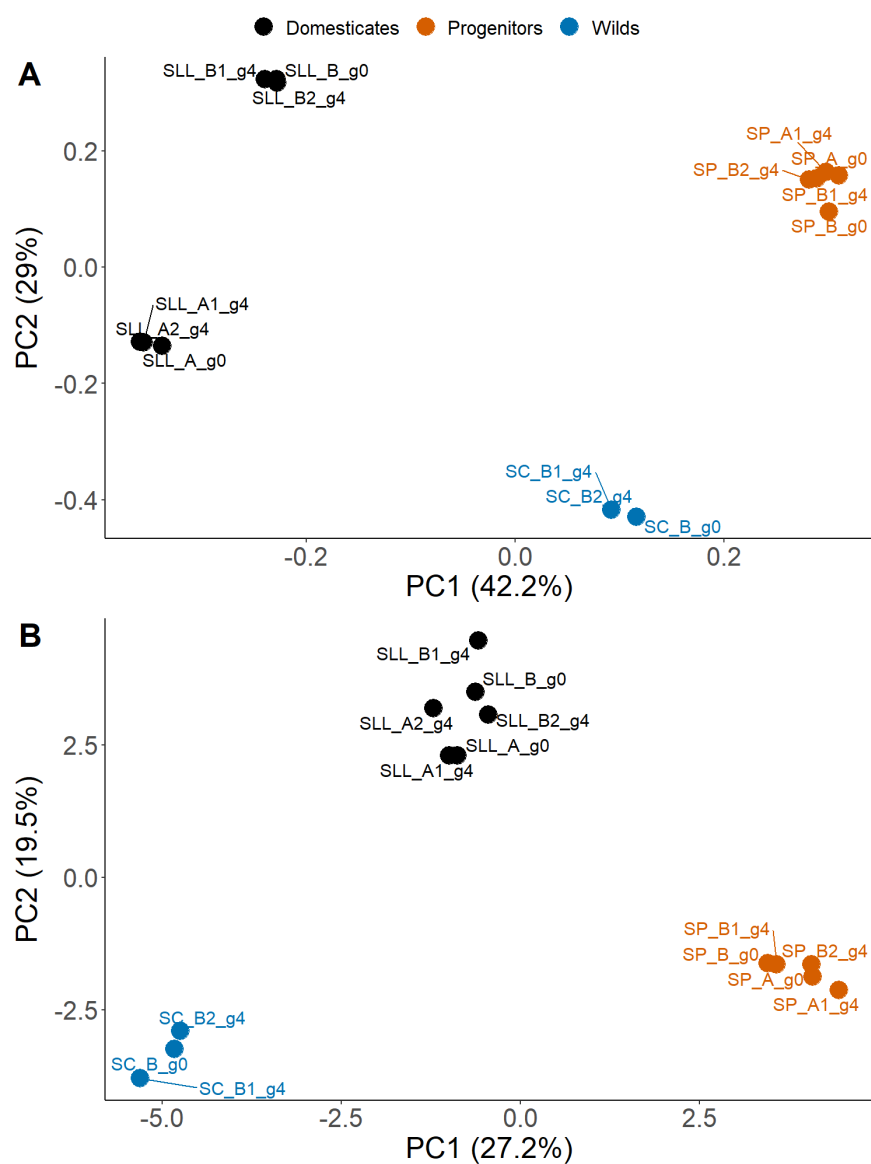 Domesticates Progenitors Wilds
A
SLL_B1_g4 SLL_B_g0
SLL_B2_g4
SP_A1_g4
SP_A_g0
SP_B2_g4
SP_B1_g4
SP_B_g0
SLL_A1_g4
SLL_A2_g4
SLL_A_g0
SC_B1_g4
SC_B2_g4
SC_B_g0
0.2
0.0
-0.2
-0.4
PC2 (29%)
-0.2 0.0 0.2
PC1 (42.2%)
B
SLL_B1_g4
SLL_B_g0
SLL_A2_g4 SLL_B2_g4
SLL_A_g0
SLL_A1_g4
SP_B1_g4
SP_B_g0 SP_B2_g4
SP_A_g0
SP_A1_g4
SC_B2_g4
SC_B_g0
SC_B1_g4
2.5
0.0
-2.5
PC2 (19.5%)
-5.0 -2.5 0.0 2.5
PC1 (27.2%)